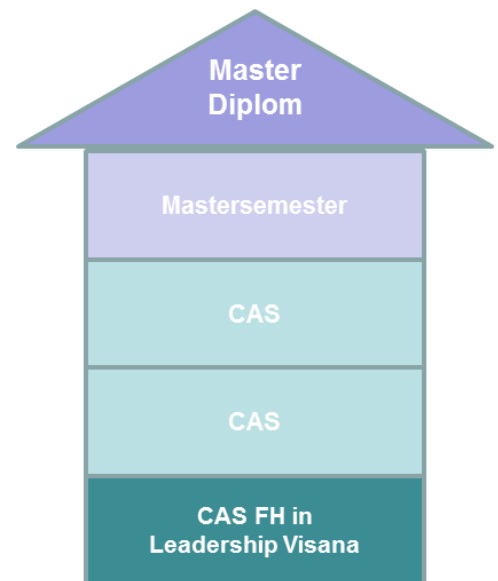 Master
Diplom
Mastersemester
CAS
CAS
CAS FH in
Leadership Visana